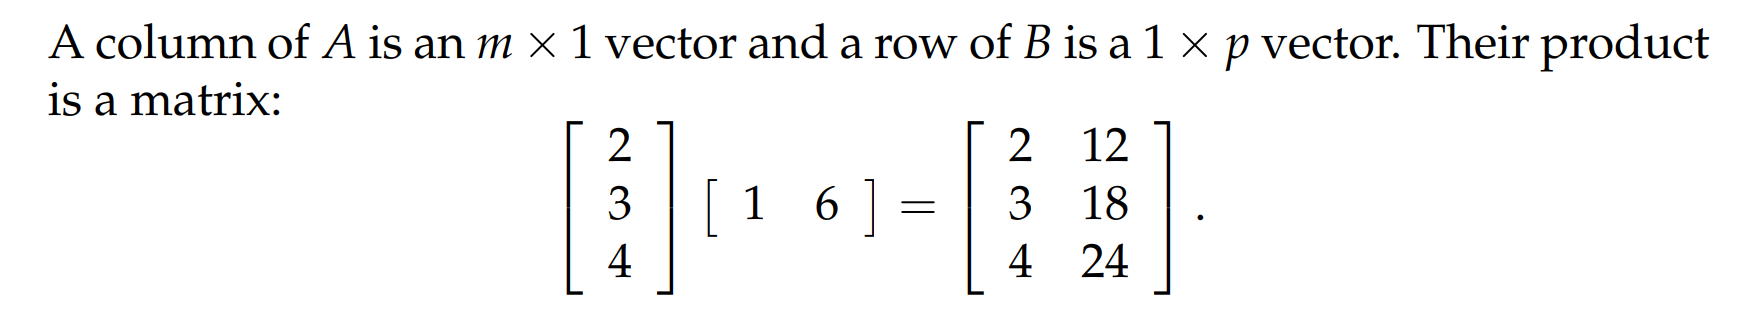 A column of A is an m × 1 vector and a row of B is a 1 × p vector. Their product
is a matrix:
[ 2 ] [ 2 12 ]
[ 3 ] [ 1 6 ] = [ 3 18 ] .
[ 4 ] [ 4 24 ]